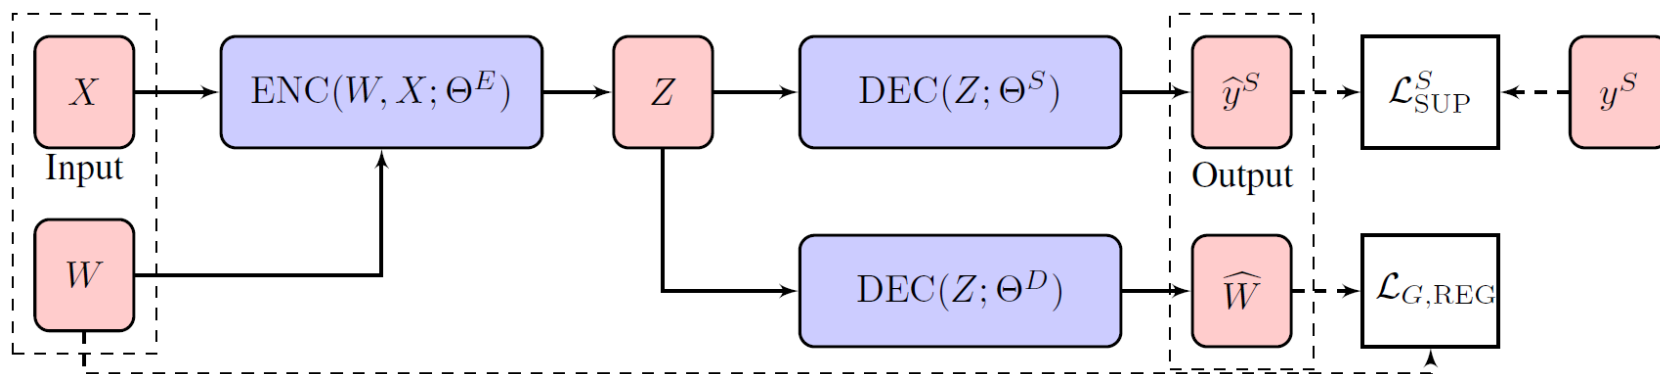 X
ENC(W, X; Θ^E)
Z
DEC(Z; Θ^S)
ŷ^S
ℒ^S_SUP
y^S
Input
Output
W
DEC(Z; Θ^D)
Ŵ
ℒ_G,REG